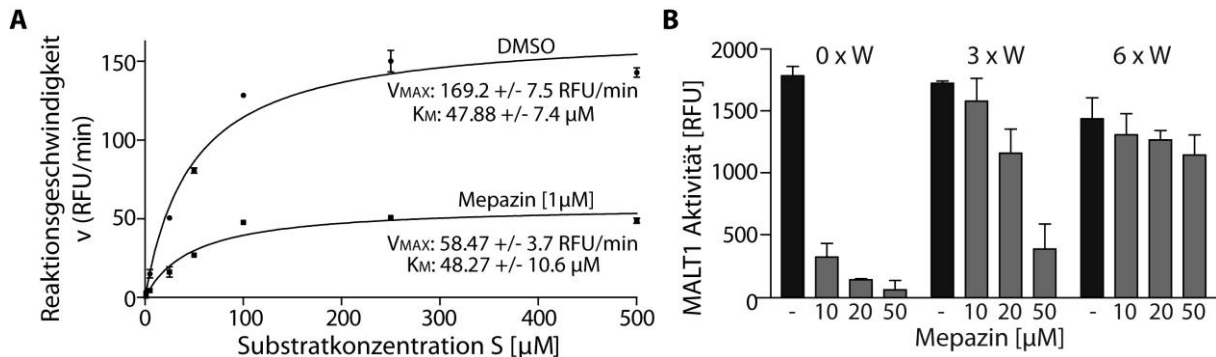 A
Reaktionsgeschwindigkeit
v (RFU/min)
150
100
50
0
DMSO
VMAX: 169.2 +/- 7.5 RFU/min
KM: 47.88 +/- 7.4 µM
Mepazin [1µM]
VMAX: 58.47 +/- 3.7 RFU/min
KM: 48.27 +/- 10.6 µM
0 100 200 300 400 500
Substratkonzentration S [µM]
B
MALT1 Aktivität [RFU]
2000
1500
1000
500
0
0 x W 3 x W 6 x W
- 10 20 50 - 10 20 50 - 10 20 50
Mepazin [µM]